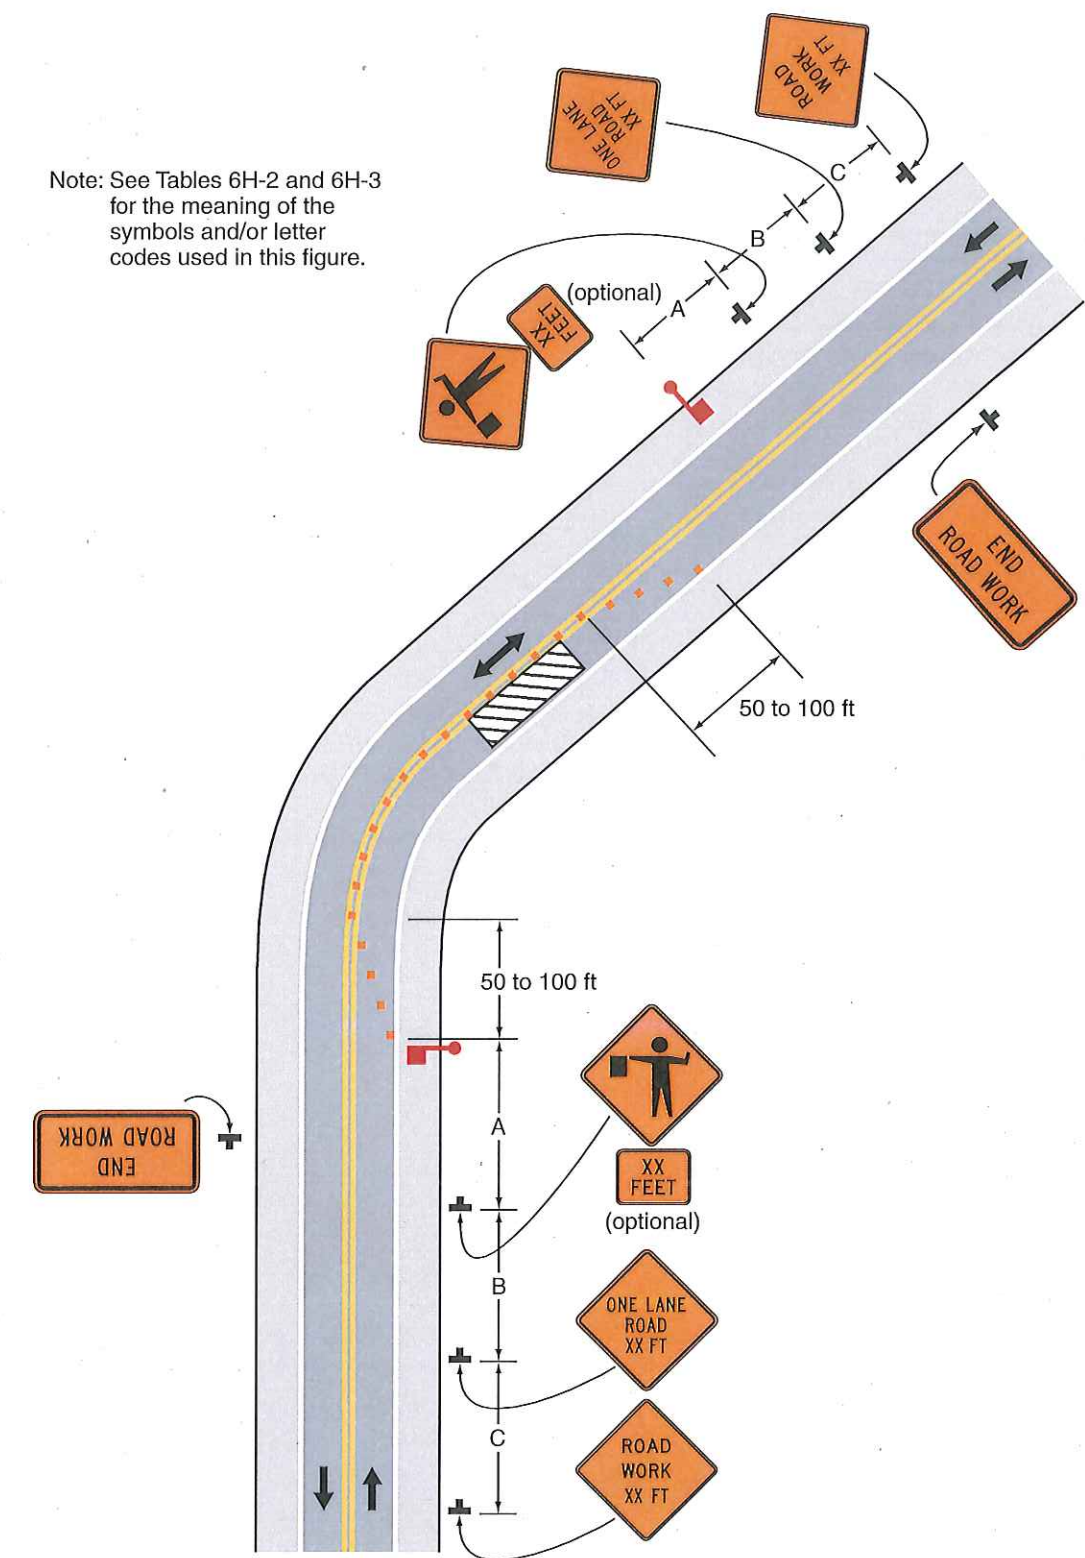 ROAD
WORK
XX FT
ONE LANE
ROAD
XX FT
Note: See Tables 6H-2 and 6H-3
for the meaning of the
symbols and/or letter
codes used in this figure.
C
B
(optional)
A
XX
FEET
END
ROAD WORK
50 to 100 ft
50 to 100 ft
A
END
ROAD WORK
XX
FEET
(optional)
B
ONE LANE
ROAD
XX FT
C
ROAD
WORK
XX FT